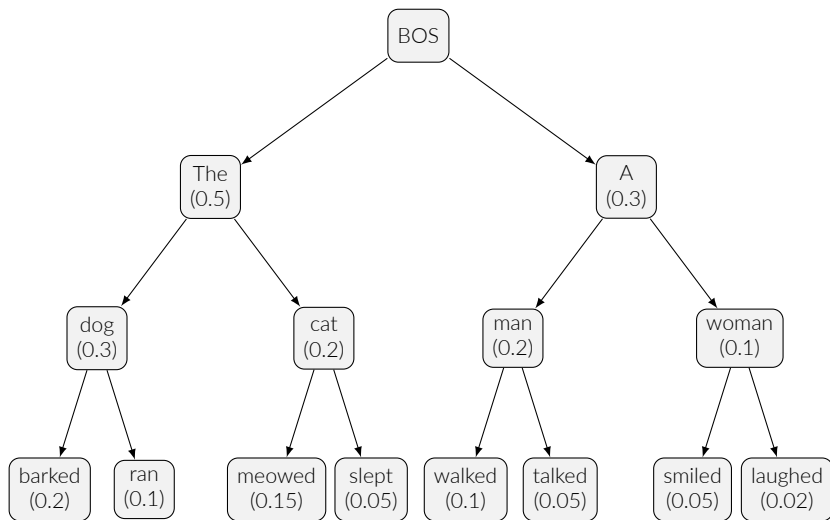 BOS
The
(0.5)
A
(0.3)
dog
(0.3)
cat
(0.2)
man
(0.2)
woman
(0.1)
barked
(0.2)
ran
(0.1)
meowed
(0.15)
slept
(0.05)
walked
(0.1)
talked
(0.05)
smiled
(0.05)
laughed
(0.02)